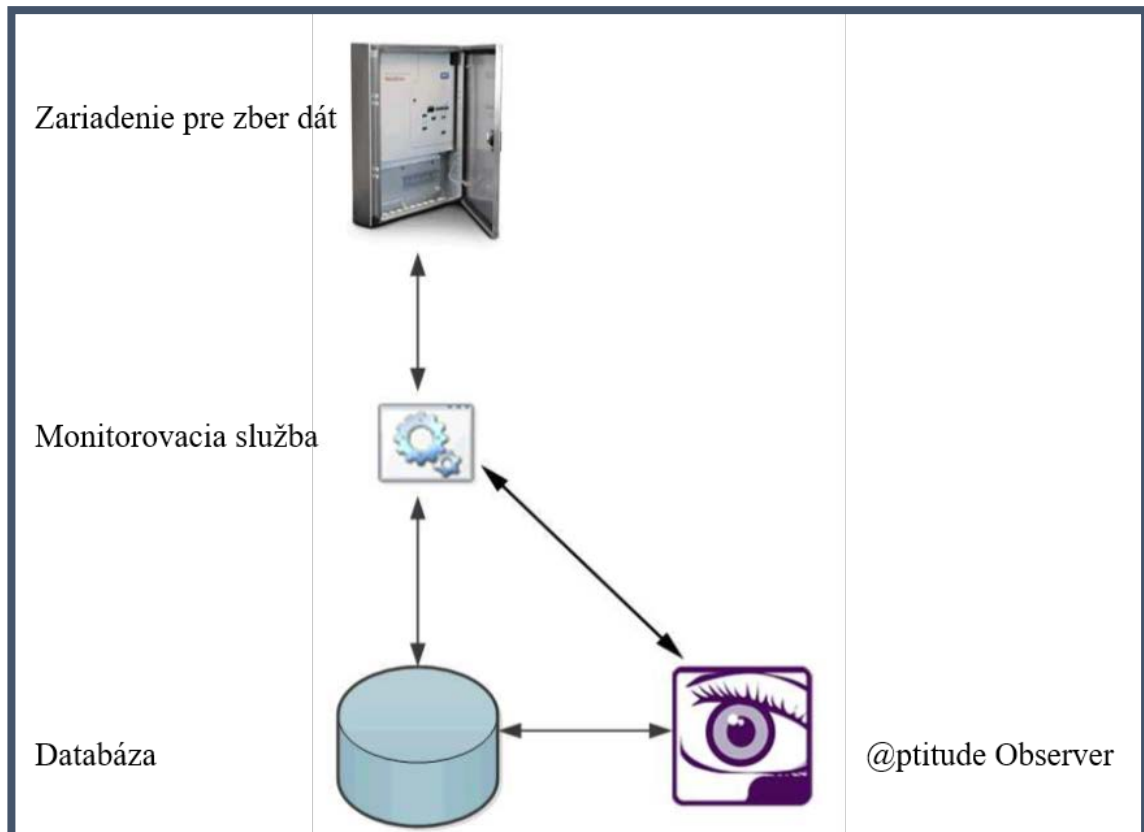 Zariadenie pre zber dát
Monitorovacia služba
Databáza
@ptitude Observer